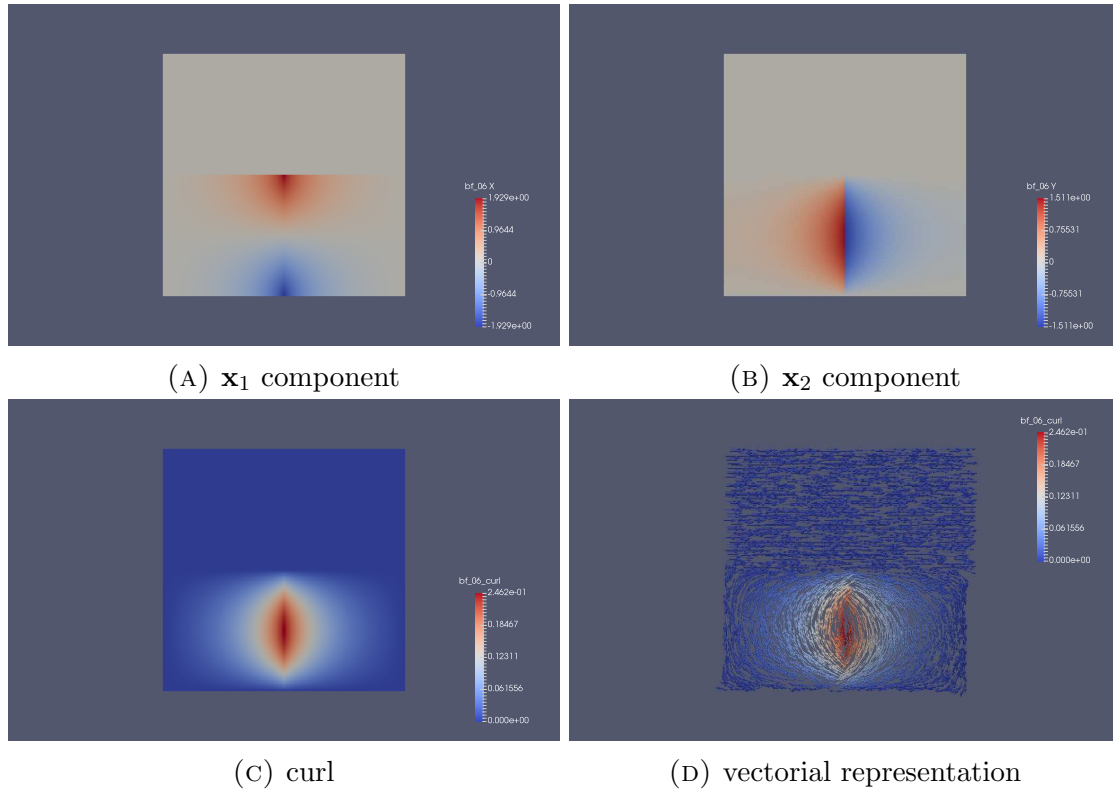 bf_06 X
1.929e+00
0.9644
0
-0.9644
-1.929e+00
(A) x₁ component
bf_06 Y
1.511e+00
0.75531
0
-0.75531
-1.511e+00
(B) x₂ component
bf_06_curl
2.462e-01
0.18467
0.12311
0.061556
0.000e+00
(C) curl
bf_06_curl
2.462e-01
0.18467
0.12311
0.061556
0.000e+00
(D) vectorial representation